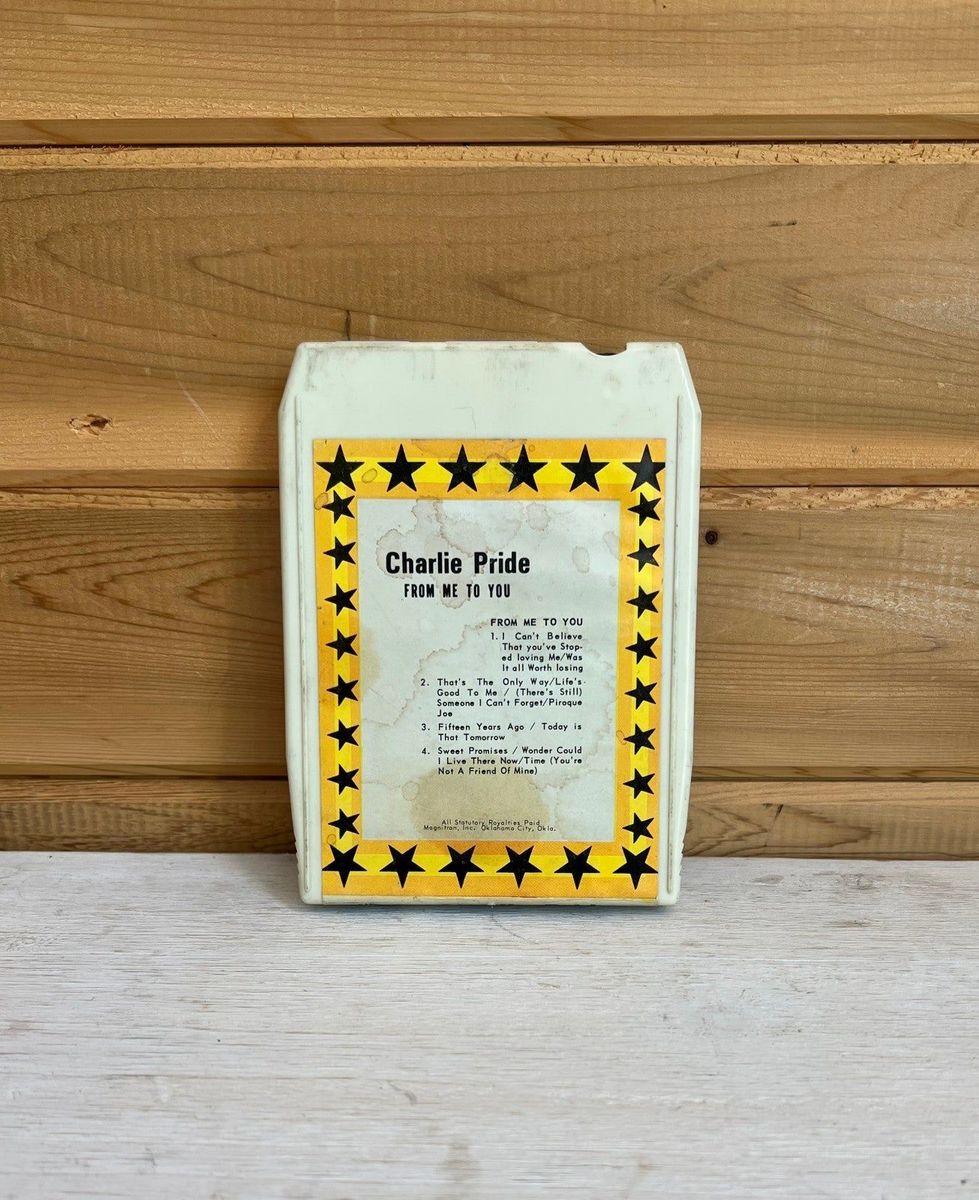 Charlie Pride
FROM ME TO YOU
FROM ME TO YOU
1. I Can't Believe
That you've Stop-
ed loving Me/Was
It all Worth losing
2. That's The Only Way/Life's
Good To Me / (There's Still)
Someone I Can't Forget/Piroque
Joe
3. Fifteen Years Ago / Today is
That Tomorrow
4. Sweet Promises / Wonder Could
I Live There Now/Time (You're
Not A Friend Of Mine)
All Statutory Royalties Paid
Magnitran, Inc. Oklahoma City, Okla.